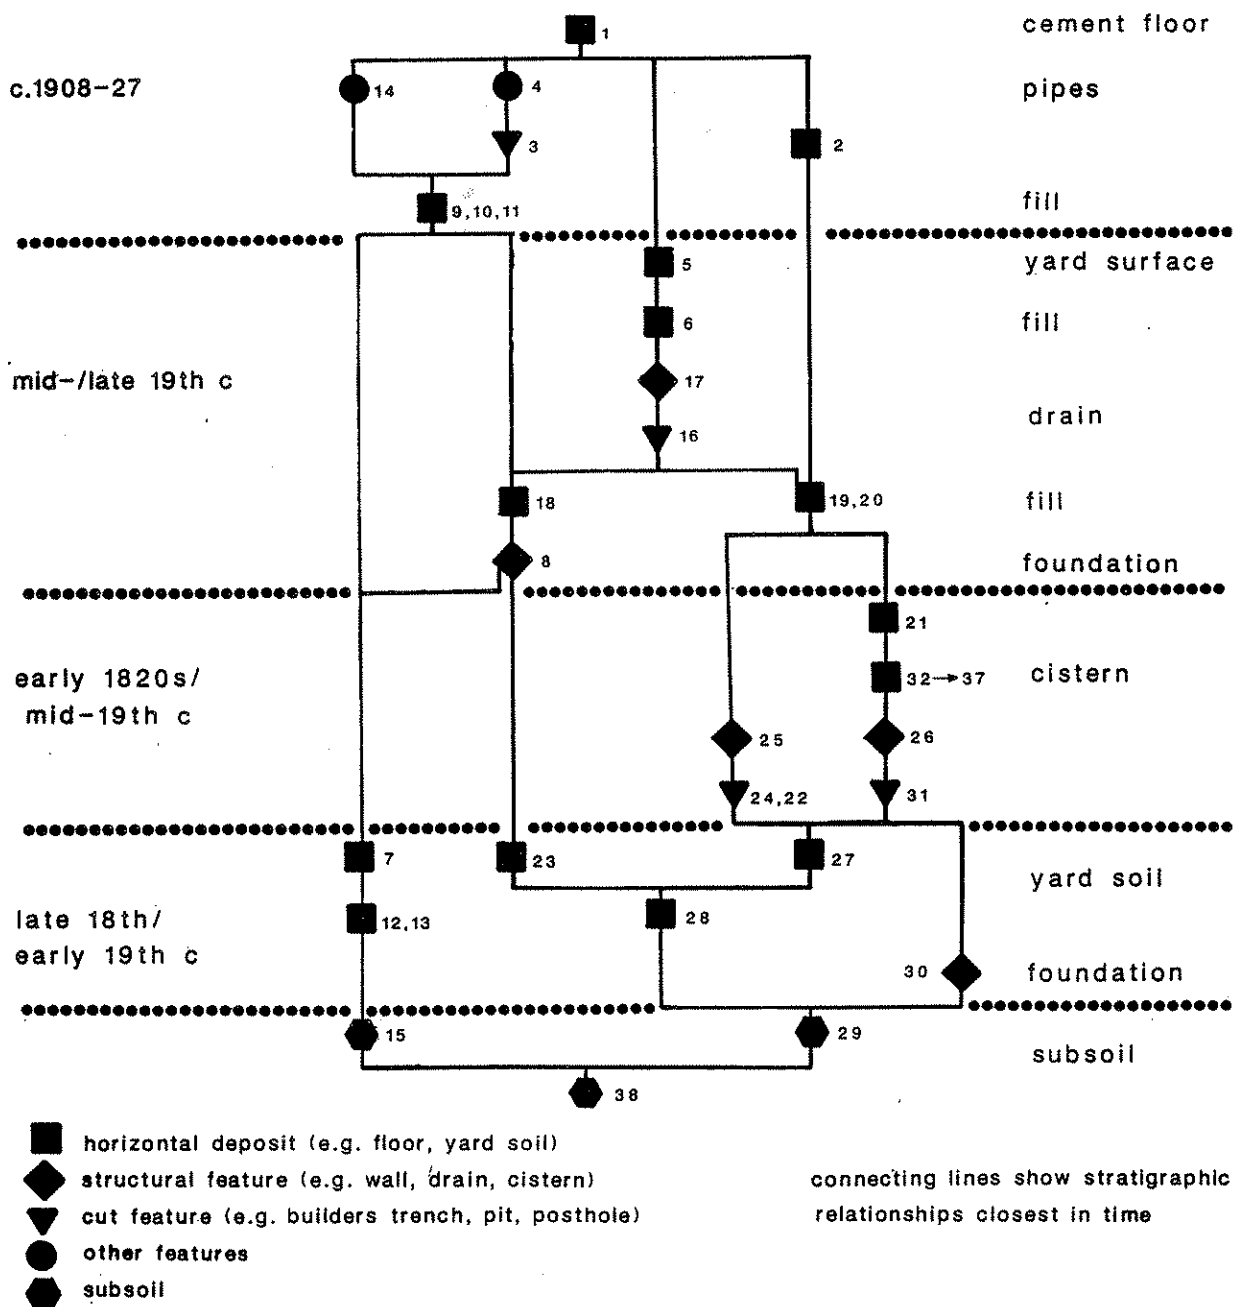 cement floor
1
c.1908-27
14
4
pipes
3
2
9,10,11
fill
5
yard surface
6
fill
mid-/late 19th c
17
16
drain
18
19,20
fill
8
foundation
21
early 1820s/
mid-19th c
32→37
cistern
25
26
24,22
31
7
23
27
yard soil
late 18th/
early 19th c
12,13
28
30
foundation
15
29
subsoil
38
horizontal deposit (e.g. floor, yard soil)
structural feature (e.g. wall, drain, cistern)
cut feature (e.g. builders trench, pit, posthole)
other features
subsoil
connecting lines show stratigraphic
relationships closest in time